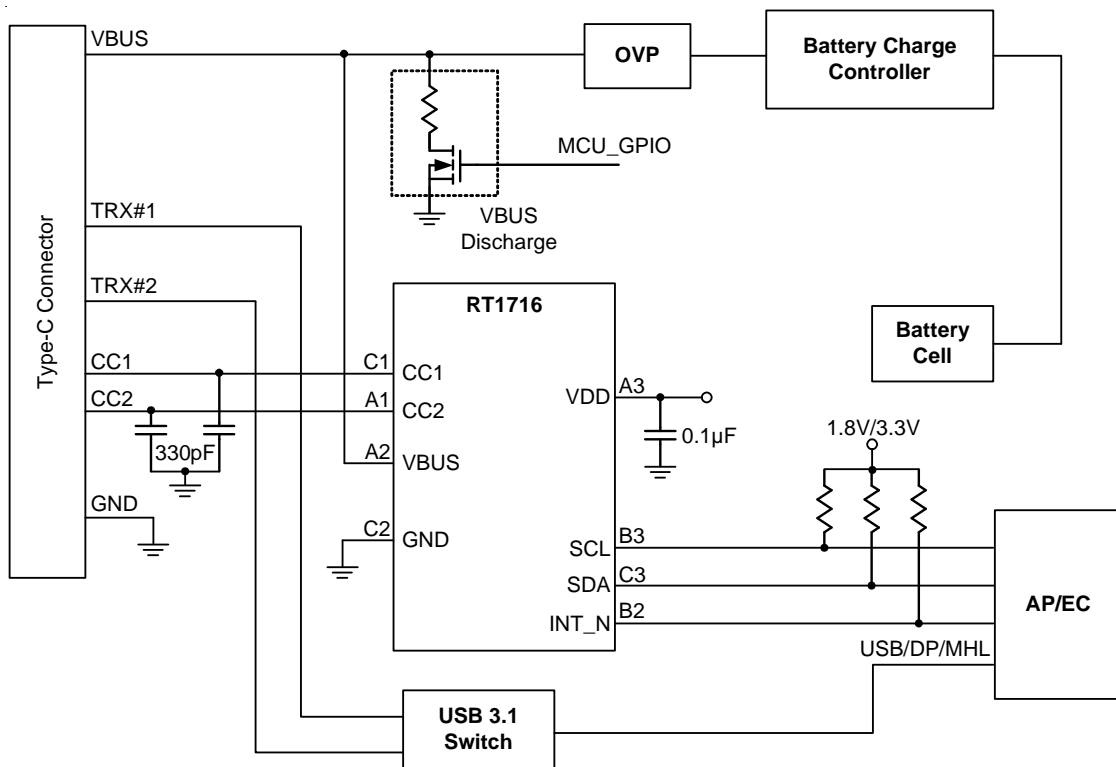 VBUS
OVP
Battery Charge
Controller
MCU_GPIO
VBUS
Discharge
Type-C Connector
TRX#1
TRX#2
RT1716
Battery
Cell
CC1
C1
CC1
CC2
A1
CC2
VDD
A3
0.1µF
1.8V/3.3V
330pF
A2
VBUS
GND
C2
GND
SCL
B3
SDA
C3
INT_N
B2
AP/EC
USB/DP/MHL
USB 3.1
Switch